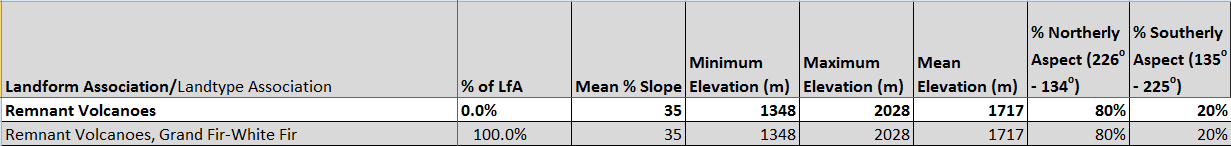 Landform Association/Landtype Association % of LfA Mean % Slope Minimum Elevation (m) Maximum Elevation (m) Mean Elevation (m) % Northerly Aspect (226° - 134°) % Southerly Aspect (135° - 225°)
Remnant Volcanoes 0.0% 35 1348 2028 1717 80% 20%
Remnant Volcanoes, Grand Fir-White Fir 100.0% 35 1348 2028 1717 80% 20%